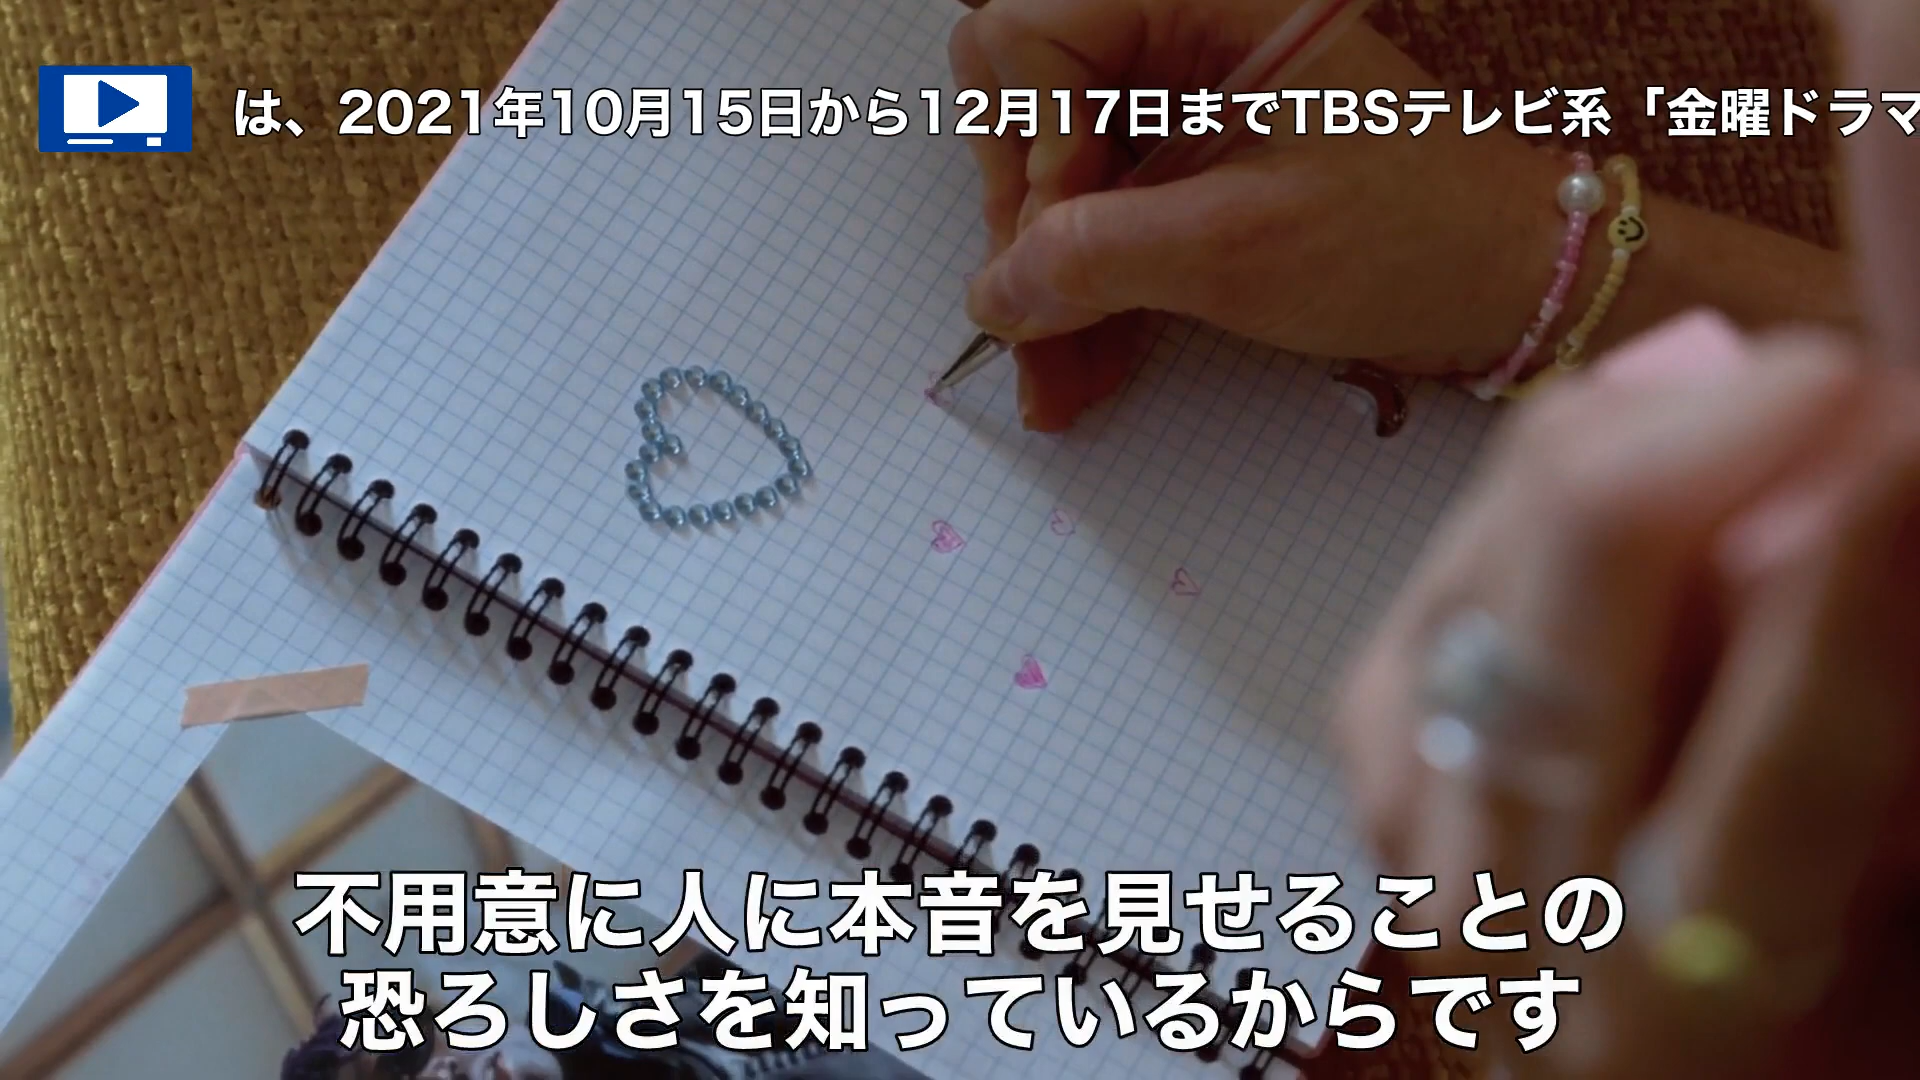 は、2021年10月15日から12月17日までTBSテレビ系「金曜ドラマ
不用意に人に本音を見せることの
恐ろしさを知っているからです